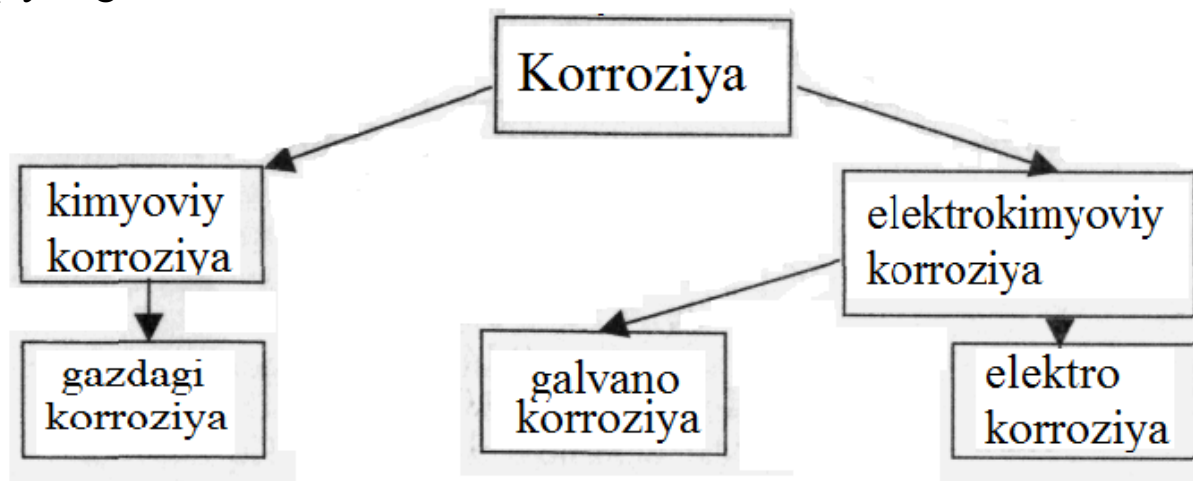 Korroziya
kimyoviy
korroziya
elektrokimyoviy
korroziya
gazdagi
korroziya
galvano
korroziya
elektro
korroziya